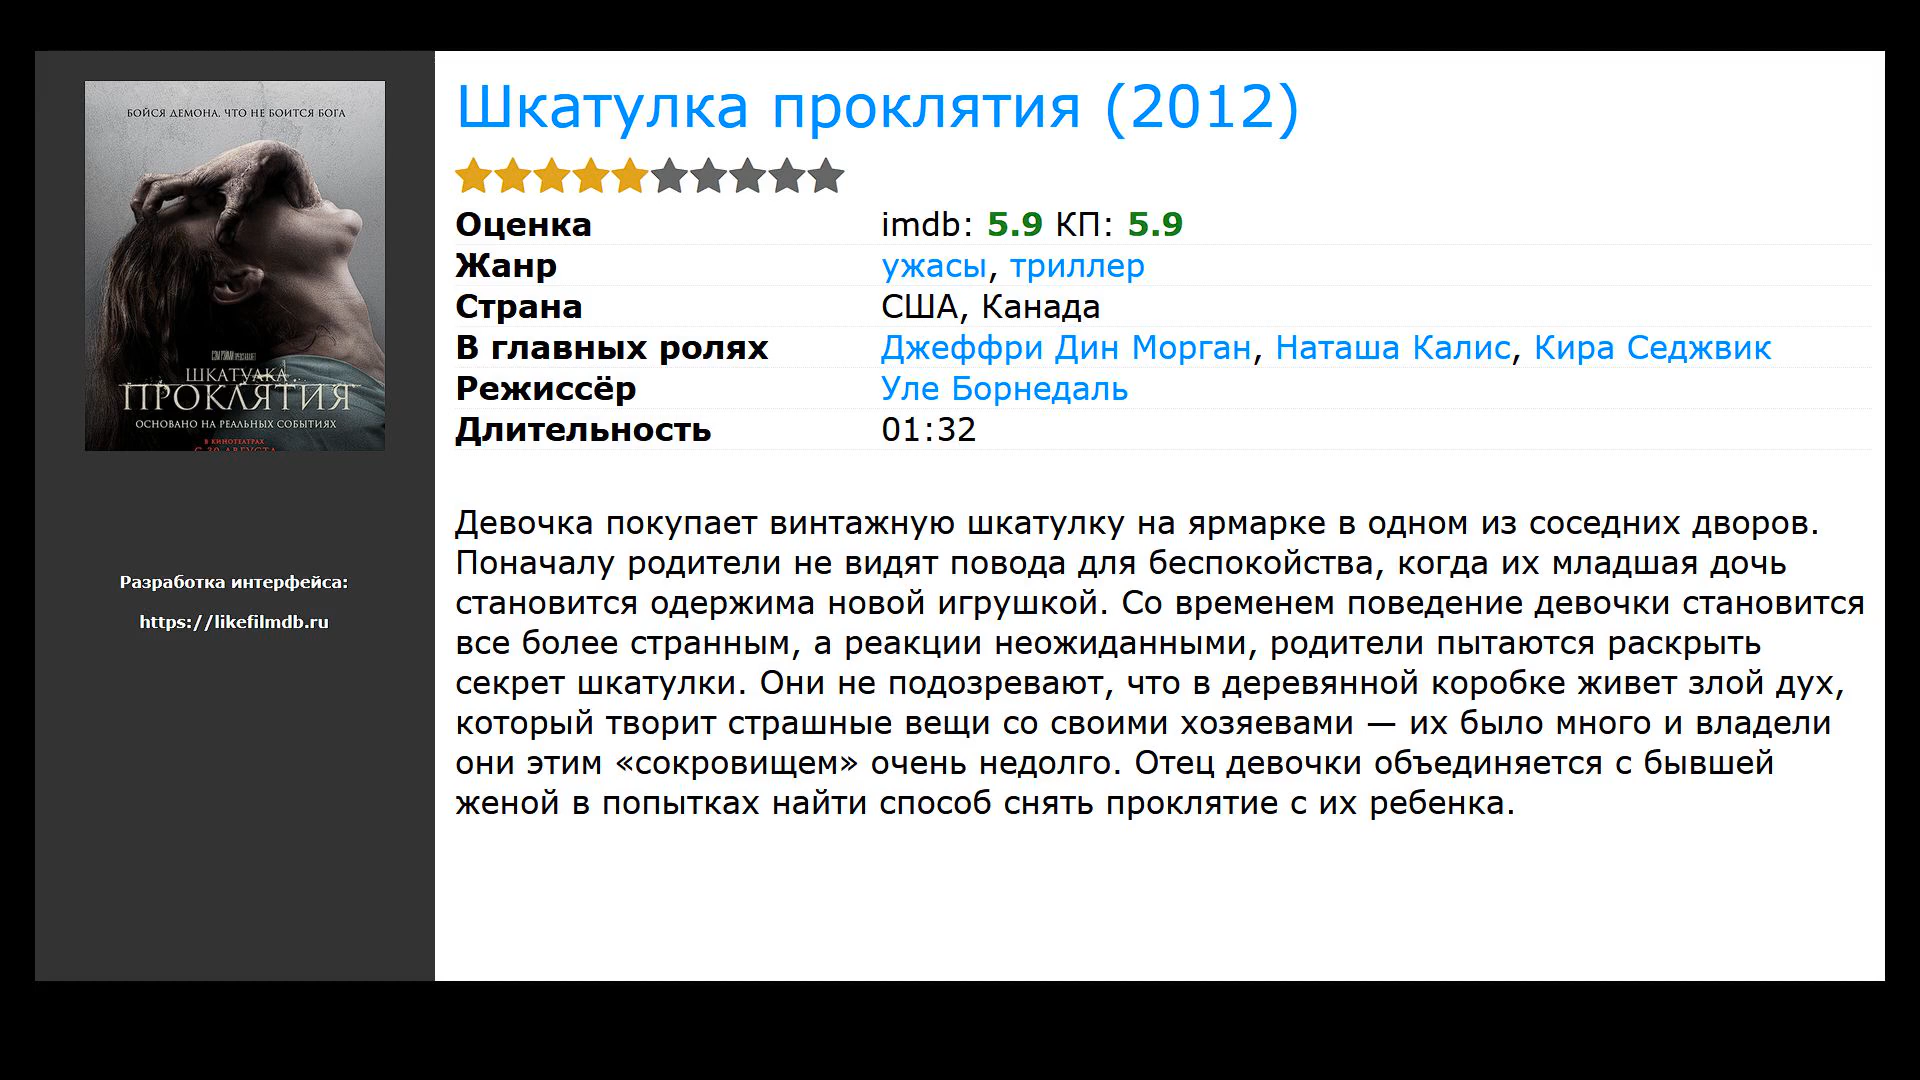 БОЙСЯ ДЕМОНА, ЧТО НЕ БОИТСЯ БОГА
СЭМ РЭЙМИ ПРЕДСТАВЛЯЕТ
ШКАТУЛКА
ПРОКЛЯТИЯ
ОСНОВАНО НА РЕАЛЬНЫХ СОБЫТИЯХ
В КИНОТЕАТРАХ
С 30 АВГУСТА
Разработка интерфейса:
https://likefilmdb.ru
Шкатулка проклятия (2012)
Оценка imdb: 5.9 КП: 5.9
Жанр ужасы, триллер
Страна США, Канада
В главных ролях Джеффри Дин Морган, Наташа Калис, Кира Седжвик
Режиссёр Уле Борнедаль
Длительность 01:32
Девочка покупает винтажную шкатулку на ярмарке в одном из соседних дворов.
Поначалу родители не видят повода для беспокойства, когда их младшая дочь
становится одержима новой игрушкой. Со временем поведение девочки становится
все более странным, а реакции неожиданными, родители пытаются раскрыть
секрет шкатулки. Они не подозревают, что в деревянной коробке живет злой дух,
который творит страшные вещи со своими хозяевами — их было много и владели
они этим «сокровищем» очень недолго. Отец девочки объединяется с бывшей
женой в попытках найти способ снять проклятие с их ребенка.